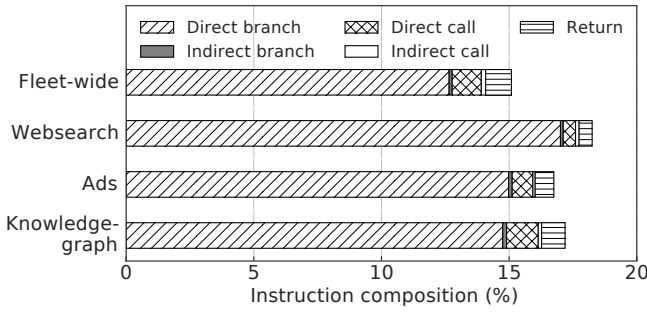 Direct branch Direct call Return
Indirect branch Indirect call
Fleet-wide
Websearch
Ads
Knowledge-
graph
0 5 10 15 20
Instruction composition (%)